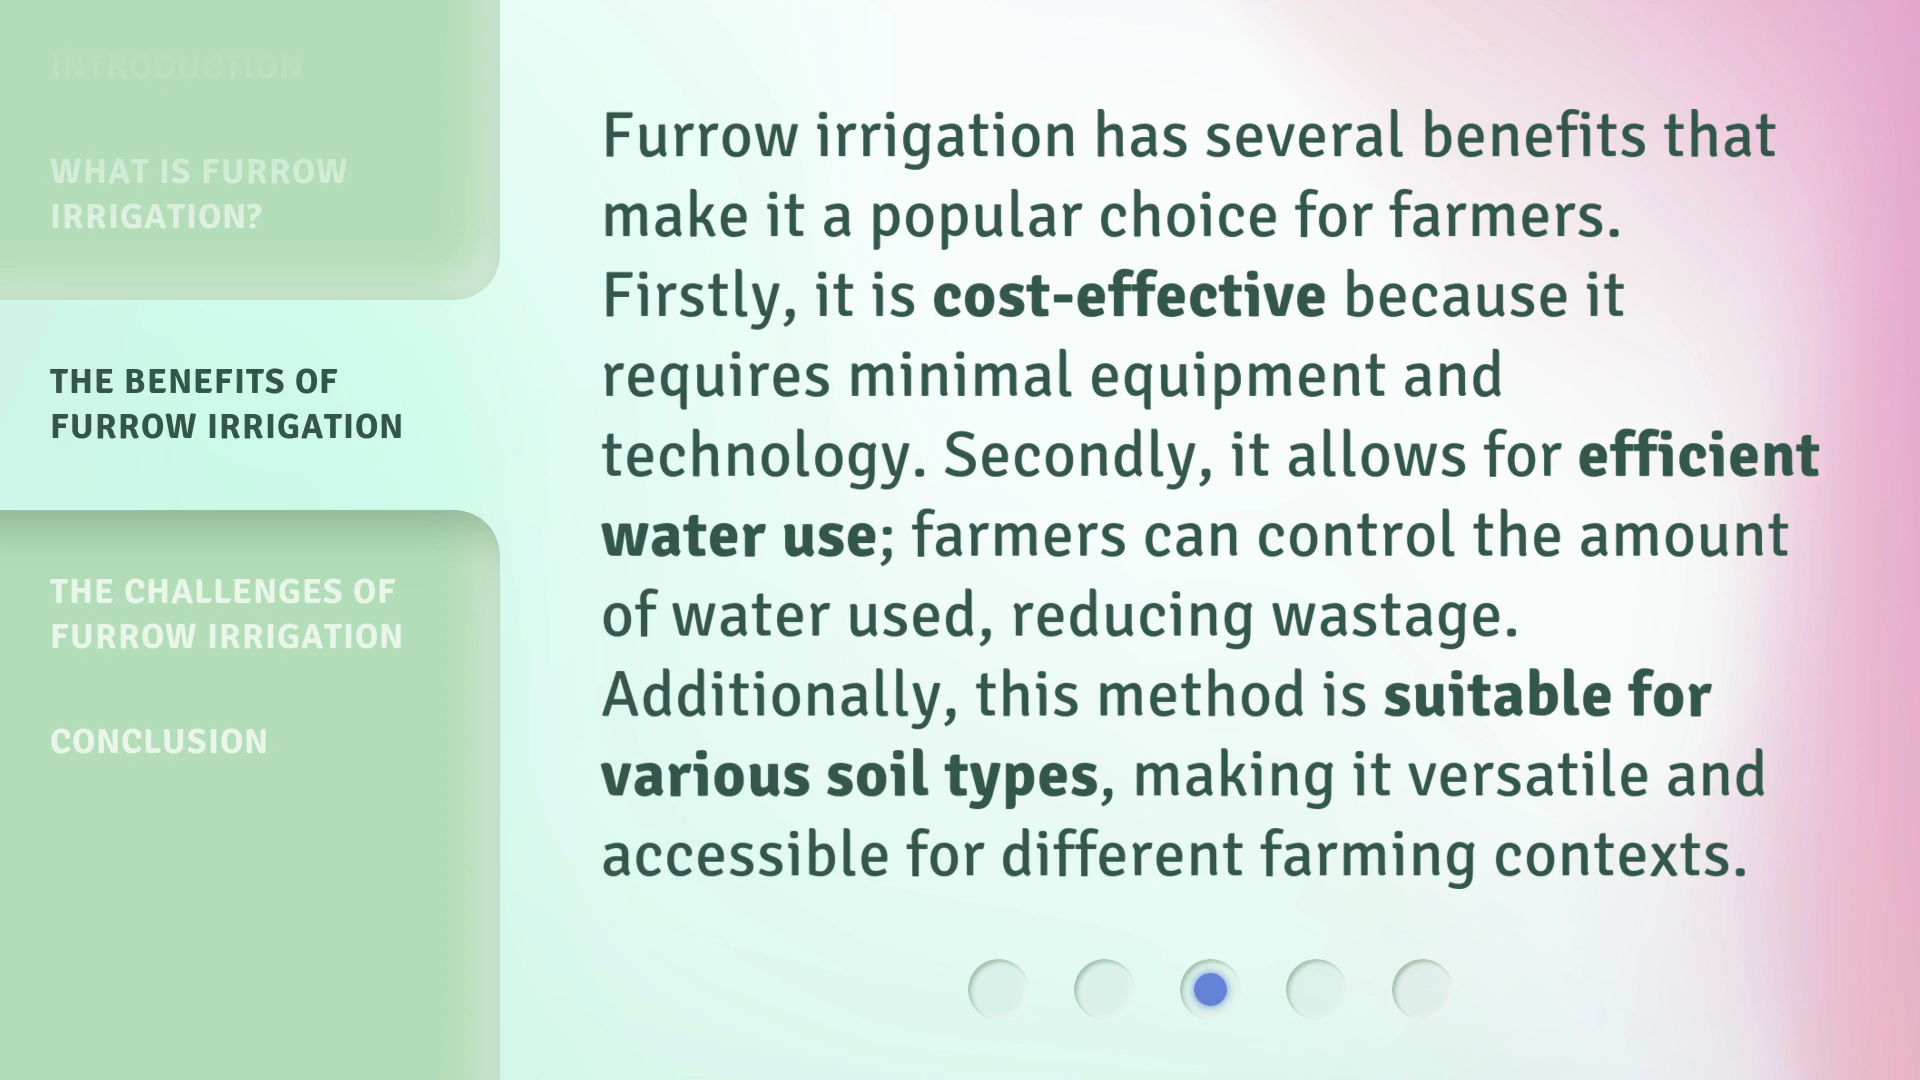 INTRODUCTION
WHAT IS FURROW
IRRIGATION?
THE BENEFITS OF
FURROW IRRIGATION
THE CHALLENGES OF
FURROW IRRIGATION
CONCLUSION
Furrow irrigation has several benefits that
make it a popular choice for farmers.
Firstly, it is cost-effective because it
requires minimal equipment and
technology. Secondly, it allows for efficient
water use; farmers can control the amount
of water used, reducing wastage.
Additionally, this method is suitable for
various soil types, making it versatile and
accessible for different farming contexts.